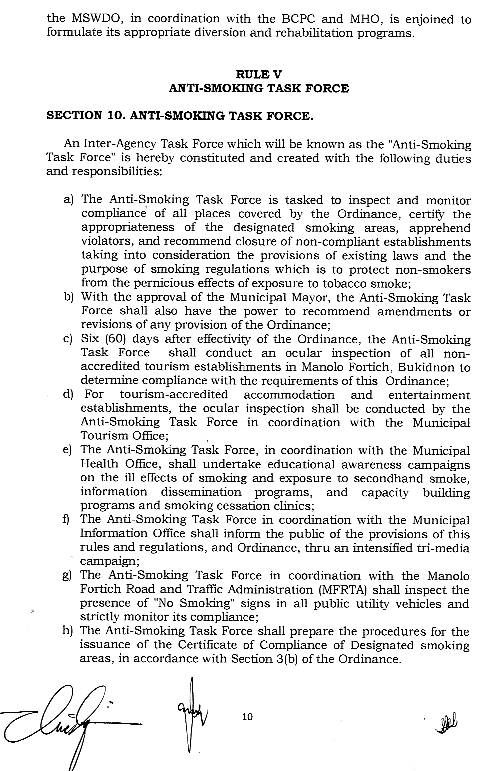 the MSWDO, in coordination with the BCPC and MHO, is enjoined to
formulate its appropriate diversion and rehabilitation programs.
RULE V
ANTI-SMOKING TASK FORCE
SECTION 10. ANTI-SMOKING TASK FORCE.
An Inter-Agency Task Force which will be known as the "Anti-Smoking
Task Force" is hereby constituted and created with the following duties
and responsibilities:
a) The Anti-Smoking Task Force is tasked to inspect and monitor
compliance of all places covered by the Ordinance, certify the
appropriateness of the designated smoking areas, apprehend
violators, and recommend closure of non-compliant establishments
taking into consideration the provisions of existing laws and the
purpose of smoking regulations which is to protect non-smokers
from the pernicious effects of exposure to tobacco smoke;
b) With the approval of the Municipal Mayor, the Anti-Smoking Task
Force shall also have the power to recommend amendments or
revisions of any provision of the Ordinance;
c) Six (60) days after effectivity of the Ordinance, the Anti-Smoking
Task Force shall conduct an ocular inspection of all non-
accredited tourism establishments in Manolo Fortich, Bukidnon to
determine compliance with the requirements of this Ordinance;
d) For tourism-accredited accommodation and entertainment
establishments, the ocular inspection shall be conducted by the
Anti-Smoking Task Force in coordination with the Municipal
Tourism Office;
e) The Anti-Smoking Task Force, in coordination with the Municipal
Health Office, shall undertake educational awareness campaigns
on the ill effects of smoking and exposure to secondhand smoke,
information dissemination programs, and capacity building
programs and smoking cessation clinics;
f) The Anti-Smoking Task Force in coordination with the Municipal
Information Office shall inform the public of the provisions of this
rules and regulations, and Ordinance, thru an intensified tri-media
campaign;
g) The Anti-Smoking Task Force in coordination with the Manolo
Fortich Road and Traffic Administration (MFRTA) shall inspect the
presence of "No Smoking" signs in all public utility vehicles and
strictly monitor its compliance;
h) The Anti-Smoking Task Force shall prepare the procedures for the
issuance of the Certificate of Compliance of Designated smoking
areas, in accordance with Section 3(b) of the Ordinance.
10